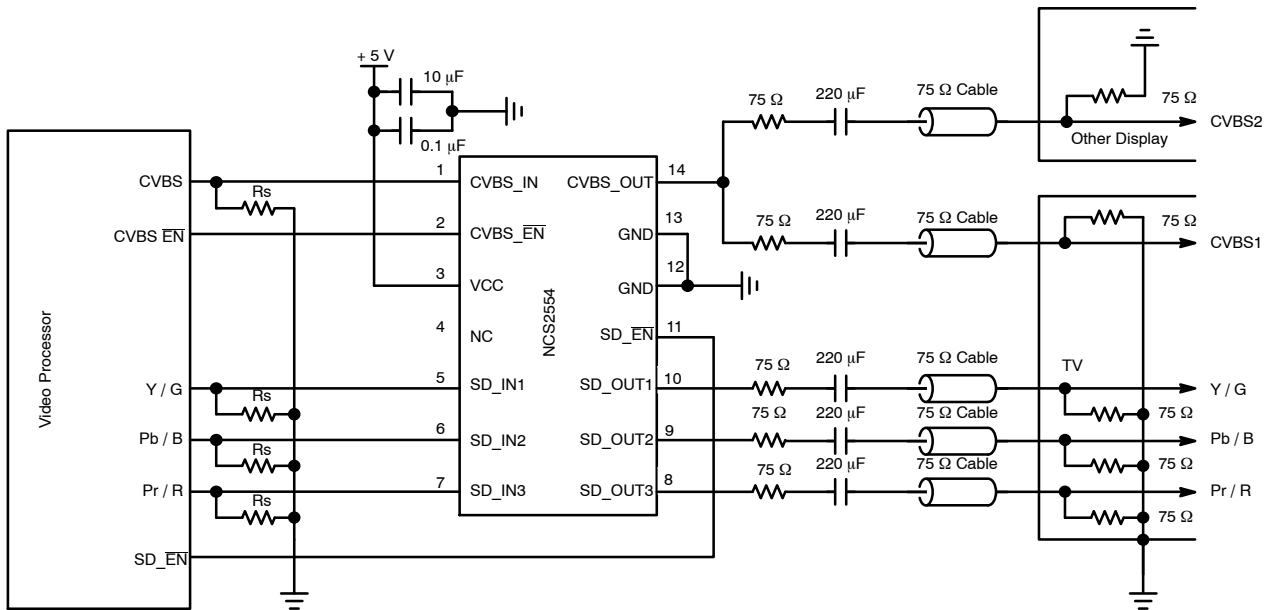 + 5 V
10 μF
0.1 μF
Video Processor
CVBS
CVBS E̅N̅
Y / G
Pb / B
Pr / R
SD_E̅N̅
Rs
Rs
Rs
Rs
NCS2554
1
2
3
4
5
6
7
CVBS_IN
CVBS_E̅N̅
VCC
NC
SD_IN1
SD_IN2
SD_IN3
CVBS_OUT
GND
GND
SD_E̅N̅
SD_OUT1
SD_OUT2
SD_OUT3
14
13
12
11
10
9
8
75 Ω 220 μF 75 Ω Cable
75 Ω
Other Display
CVBS2
75 Ω 220 μF 75 Ω Cable
75 Ω
CVBS1
75 Ω 220 μF 75 Ω Cable
TV
Y / G
75 Ω
75 Ω 220 μF 75 Ω Cable
Pb / B
75 Ω
75 Ω 220 μF 75 Ω Cable
Pr / R
75 Ω